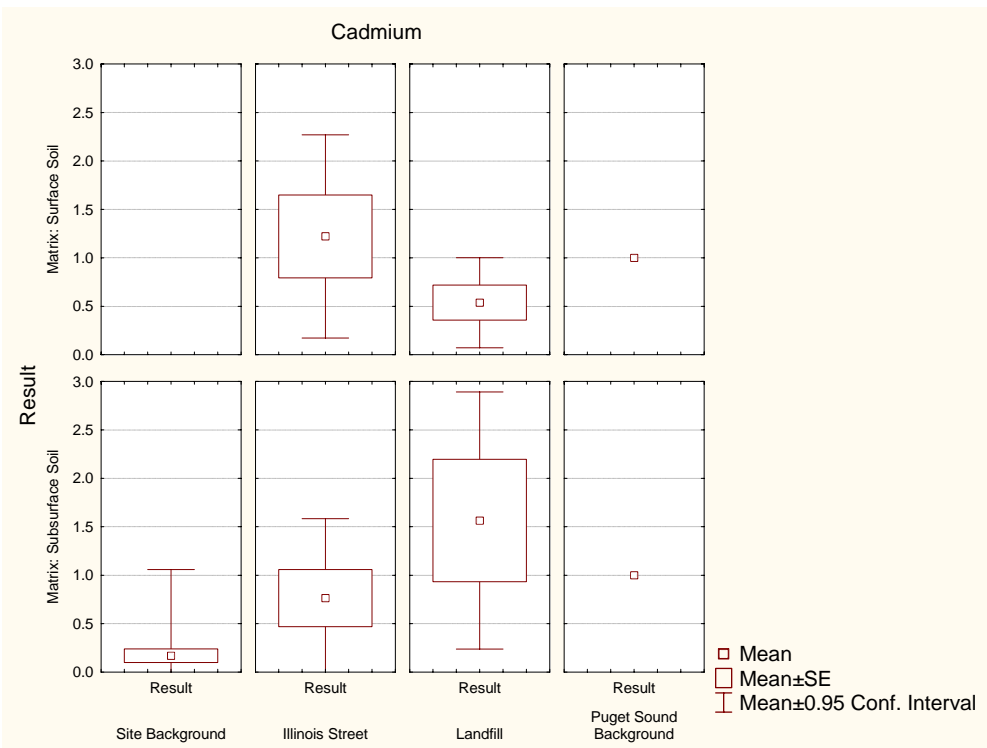 Cadmium
Result
Matrix: Surface Soil
3.0
2.5
2.0
1.5
1.0
0.5
0.0
Matrix: Subsurface Soil
3.0
2.5
2.0
1.5
1.0
0.5
0.0
Result
Result
Result
Result
Site Background
Illinois Street
Landfill
Puget Sound
Background
Mean
Mean±SE
Mean±0.95 Conf. Interval